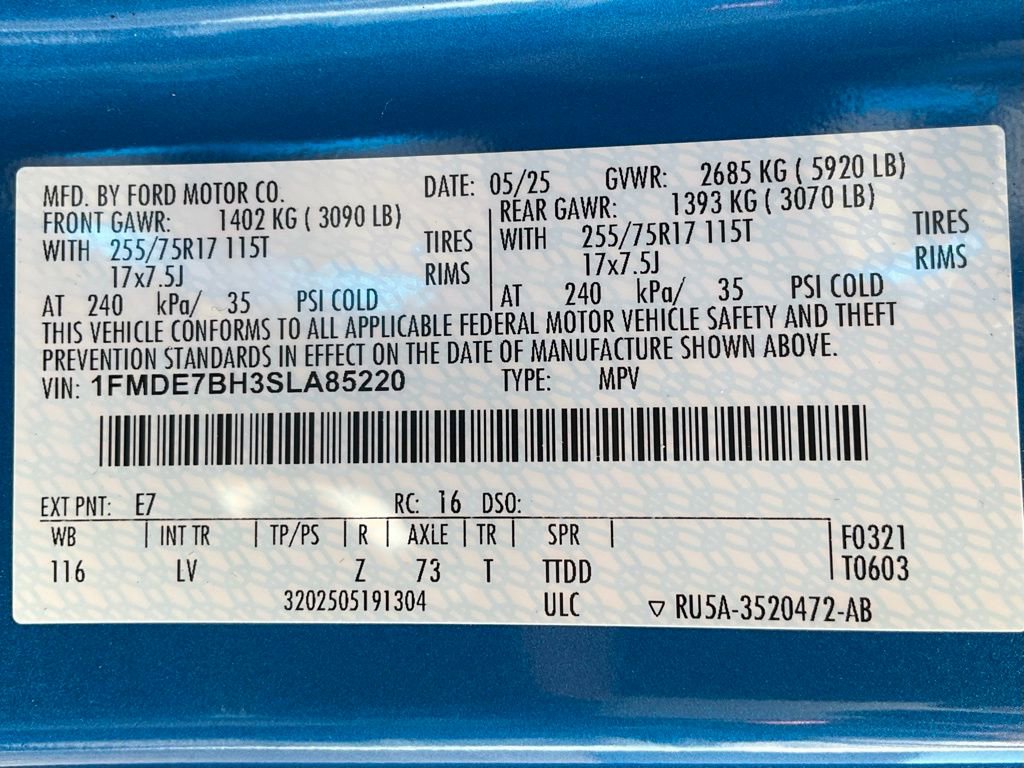 MFD. BY FORD MOTOR CO. DATE: 05/25 GVWR: 2685 KG ( 5920 LB)
FRONT GAWR: 1402 KG ( 3090 LB) REAR GAWR: 1393 KG ( 3070 LB)
WITH 255/75R17 115T TIRES WITH 255/75R17 115T TIRES
17x7.5J RIMS 17x7.5J RIMS
AT 240 kPa/ 35 PSI COLD AT 240 kPa/ 35 PSI COLD
THIS VEHICLE CONFORMS TO ALL APPLICABLE FEDERAL MOTOR VEHICLE SAFETY AND THEFT
PREVENTION STANDARDS IN EFFECT ON THE DATE OF MANUFACTURE SHOWN ABOVE.
VIN: 1FMDE7BH3SLA85220 TYPE: MPV
EXT PNT: E7 RC: 16 DSO:
WB | INT TR | TP/PS | R | AXLE | TR | SPR | F0321
116 LV Z 73 T TTDD T0603
3202505191304 ULC ▽ RU5A-3520472-AB